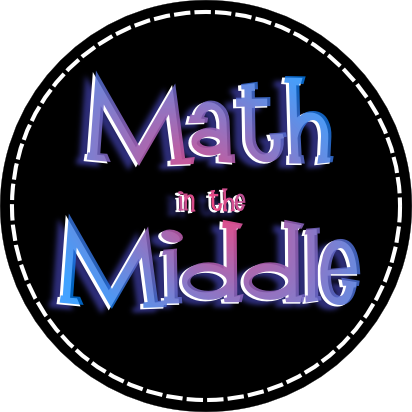 Math
in the
Middle